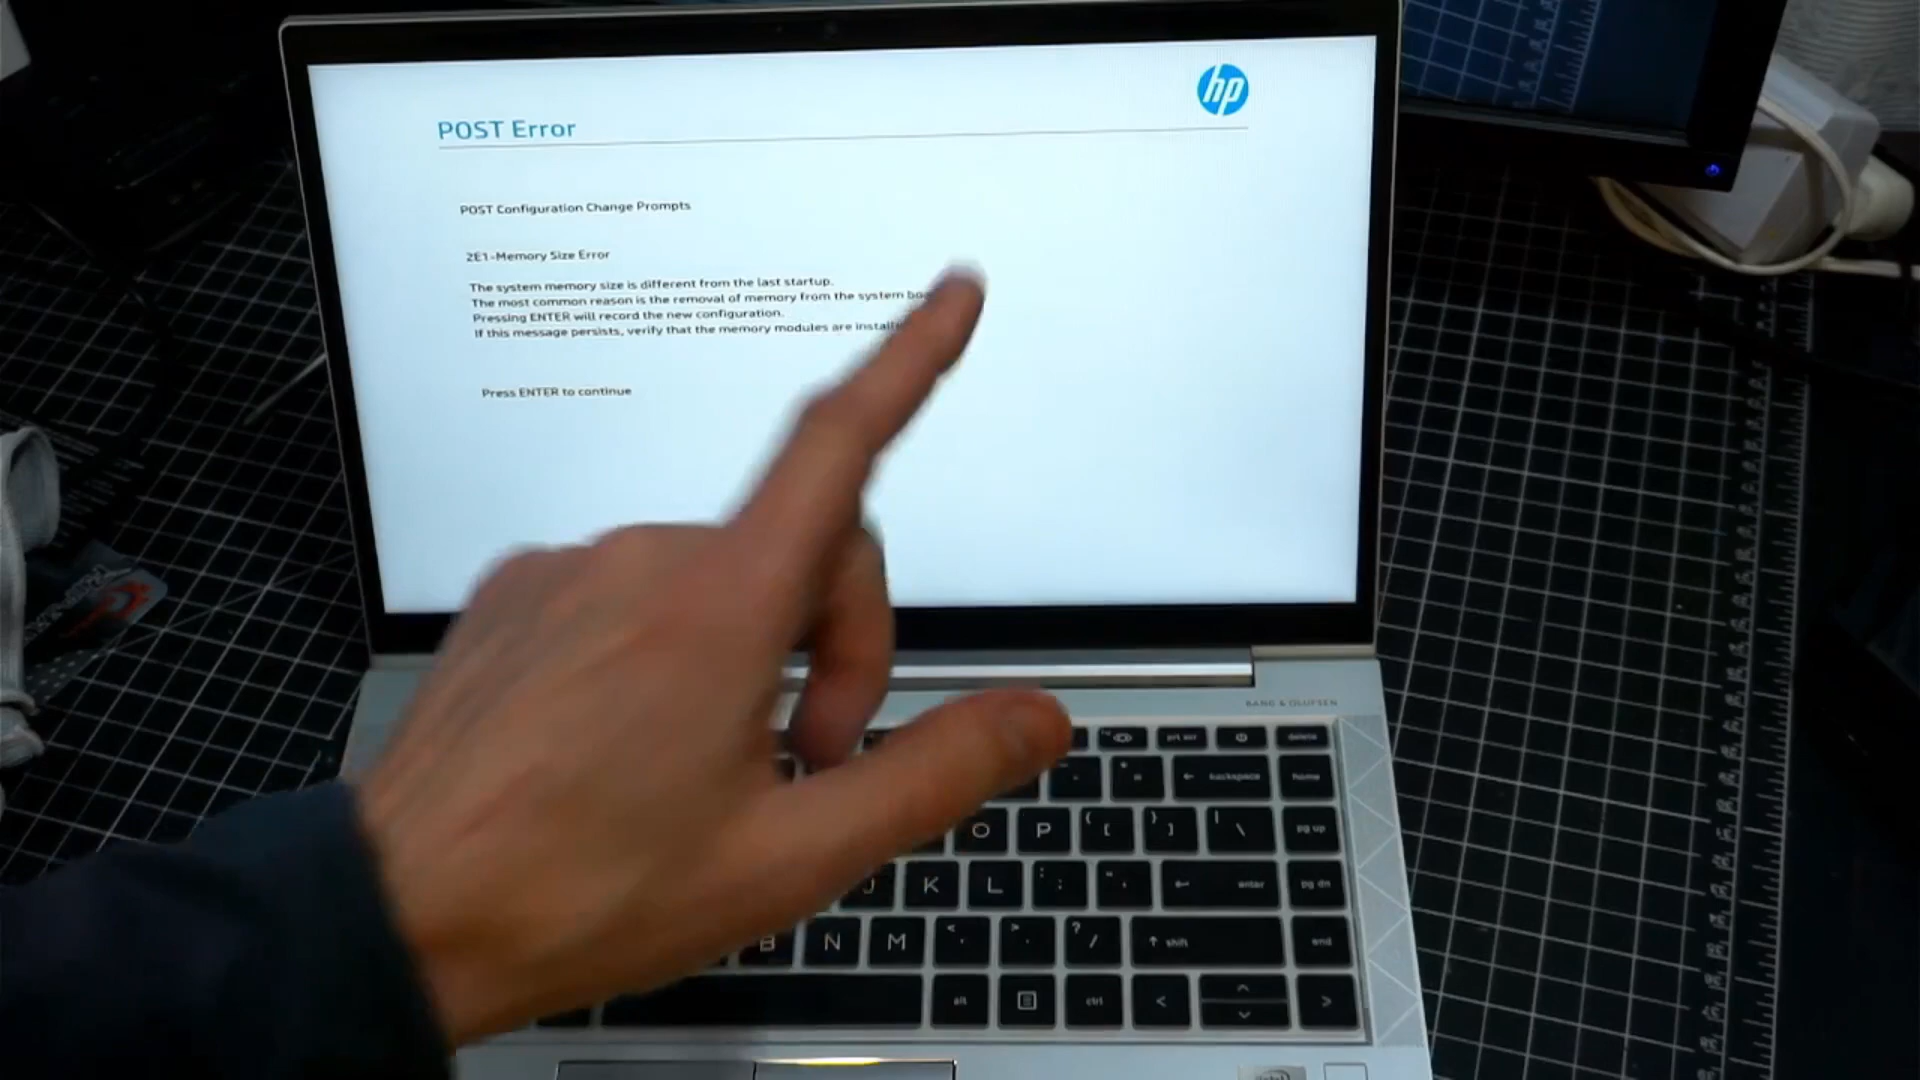 hp
POST Error
POST Configuration Change Prompts
2E1-Memory Size Error
The system memory size is different from the last startup.
The most common reason is the removal of memory from the system
Pressing ENTER will record the new configuration.
If this message persists, verify that the memory modules are
Press ENTER to continue
BANG & OLUFSEN
prt scr delete
- + = backspace home
O P { [ } ] | \ pg up
J K L : ; " ' enter pg dn
B N M < , > . ? / shift end
alt ctrl < >